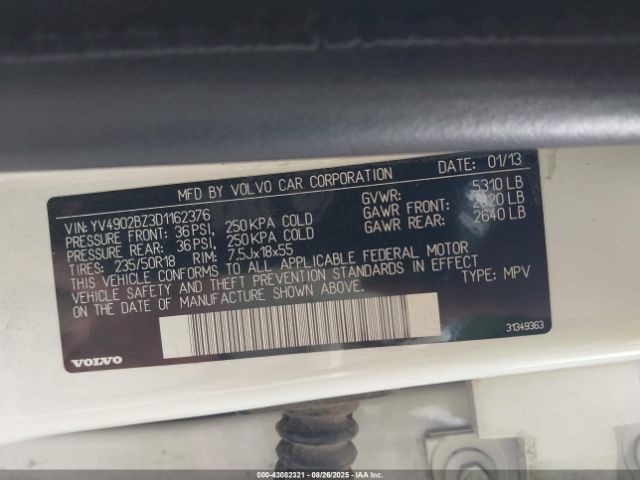 MFD BY VOLVO CAR CORPORATION DATE: 01/13
VIN: YV4902BZ3D1162376 GVWR: 5310 LB
PRESSURE FRONT: 36 PSI, 250 KPA COLD GAWR FRONT: 2820 LB
PRESSURE REAR: 36 PSI, 250 KPA COLD GAWR REAR: 2640 LB
TIRES: 235/50R18 RIM: 7.5Jx18x55
THIS VEHICLE CONFORMS TO ALL APPLICABLE FEDERAL MOTOR
VEHICLE SAFETY AND THEFT PREVENTION STANDARDS IN EFFECT
ON THE DATE OF MANUFACTURE SHOWN ABOVE. TYPE: MPV
31349363
VOLVO
000-43082321 - 08/26/2025 - IAA Inc.